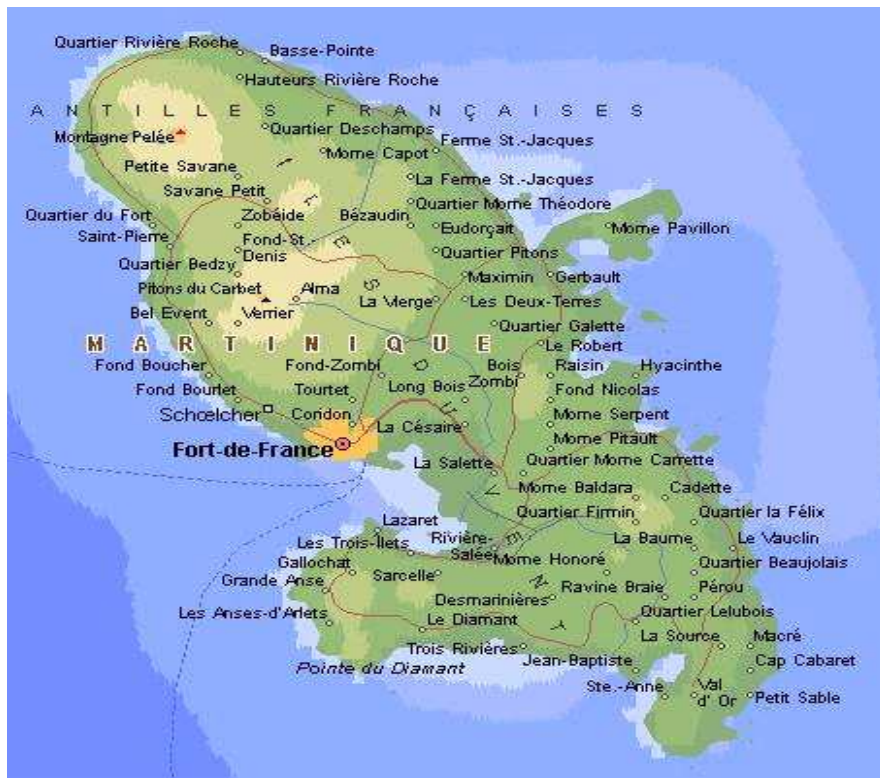 Quartier Rivière Roche
Basse-Pointe
Hauteurs Rivière Roche
ANTILLES FRANÇAISES
Quartier Deschamps
Montagne Pelée
Ferme St.-Jacques
Morne Capot
Petite Savane
La Ferme St.-Jacques
Savane Petit
Quartier Morne Théodore
Quartier du Fort
Zobéide
Bézaudin
Eudorçait
Morne Pavillon
Saint-Pierre
Fond-St.-
Denis
Quartier Pitons
Quartier Bedzy
Maximin
Gerbault
Pitons du Carbet
Alma
La Vierge
Les Deux-Terres
Bel Event
Verrier
Quartier Galette
MARTINIQUE
Le Robert
Fond Boucher
Fond-Zombi
Bois
Zombi
Raisin
Hyacinthe
Fond Bourlet
Tourtet
Long Bois
Fond Nicolas
Schœlcher
Coridon
La Césaire
Morne Serpent
Fort-de-France
Morne Pitault
La Salette
Quartier Morne Carrette
Morne Baldara
Cadette
Quartier Firmin
Quartier la Félix
Lazaret
Les Trois-Îlets
Rivière-
Salée
La Baume
Le Vauclin
Gallochat
Morne Honoré
Quartier Beaujolais
Grande Anse
Sarcelle
Ravine Braie
Pérou
Desmarinières
Les Anses-d'Arlets
Le Diamant
Quartier Lelubois
La Source
Macré
Trois Rivières
Pointe du Diamant
Jean-Baptiste
Cap Cabaret
Ste.-Anne
Val
d' Or
Petit Sable